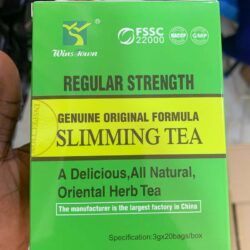 Wins-town
FSSC
22000
HACCP
GMP
REGULAR STRENGTH
GENUINE ORIGINAL FORMULA
SLIMMING TEA
A Delicious,All Natural,
Oriental Herb Tea
The manufacturer is the largest factory in China
Specification:3gx20bags/box